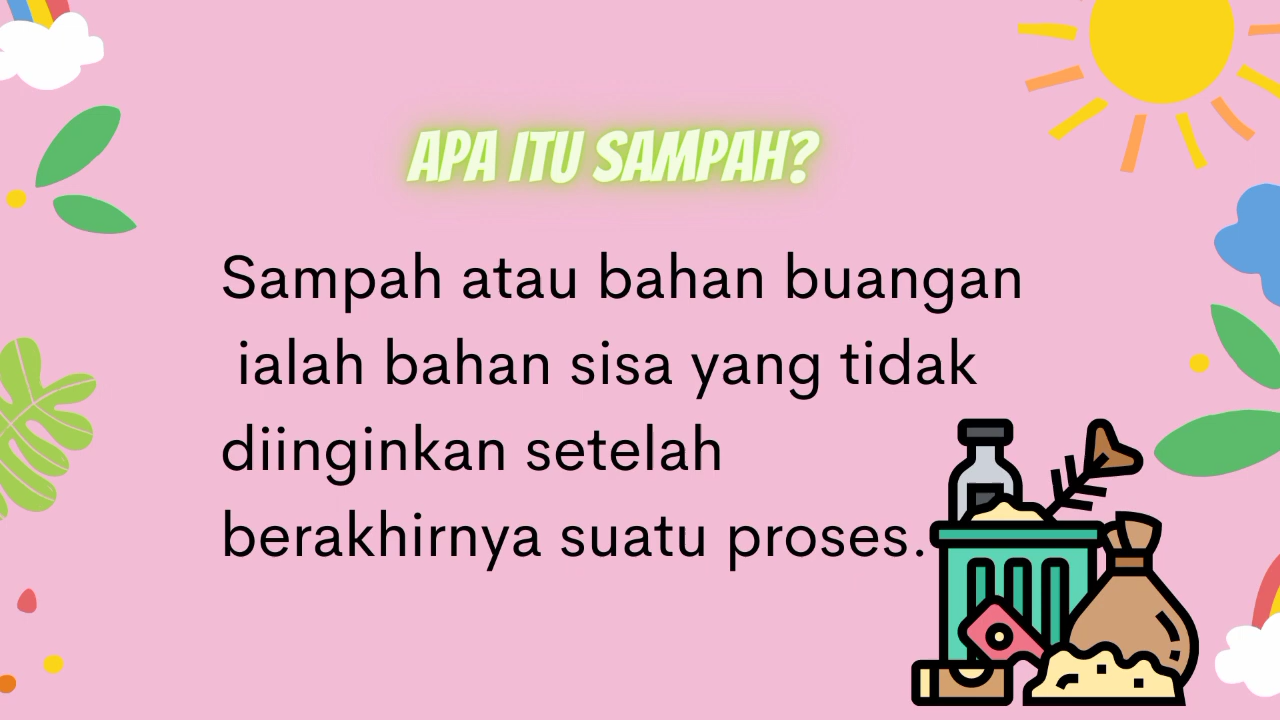 APA ITU SAMPAH?
Sampah atau bahan buangan
ialah bahan sisa yang tidak
diinginkan setelah
berakhirnya suatu proses.